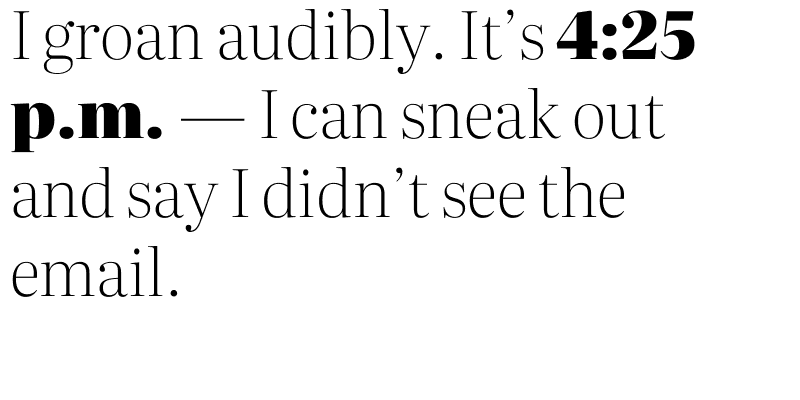 I groan audibly. It’s 4:25
p.m. — I can sneak out
and say I didn’t see the
email.